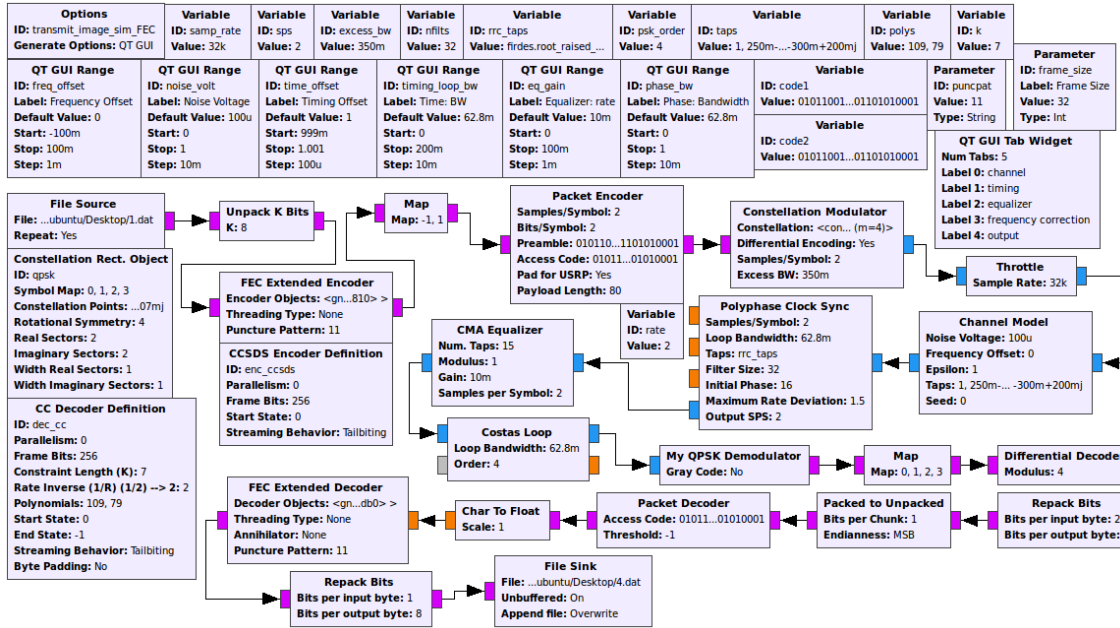 Options
ID: transmit_image_sim_FEC
Generate Options: QT GUI
Variable
ID: samp_rate
Value: 32k
Variable
ID: sps
Value: 2
Variable
ID: excess_bw
Value: 350m
Variable
ID: nfilts
Value: 32
Variable
ID: rrc_taps
Value: firdes.root_raised_...
Variable
ID: psk_order
Value: 4
Variable
ID: taps
Value: 1, 250m-...-300m+200mj
Variable
ID: polys
Value: 109, 79
Variable
ID: k
Value: 7
QT GUI Range
ID: freq_offset
Label: Frequency Offset
Default Value: 0
Start: -100m
Stop: 100m
Step: 1m
QT GUI Range
ID: noise_volt
Label: Noise Voltage
Default Value: 100u
Start: 0
Stop: 1
Step: 10m
QT GUI Range
ID: time_offset
Label: Timing Offset
Default Value: 1
Start: 999m
Stop: 1.001
Step: 100u
QT GUI Range
ID: timing_loop_bw
Label: Time: BW
Default Value: 62.8m
Start: 0
Stop: 200m
Step: 10m
QT GUI Range
ID: eq_gain
Label: Equalizer: rate
Default Value: 10m
Start: 0
Stop: 100m
Step: 1m
QT GUI Range
ID: phase_bw
Label: Phase: Bandwidth
Default Value: 62.8m
Start: 0
Stop: 1
Step: 10m
Variable
ID: code1
Value: 01011001...01101010001
Variable
ID: code2
Value: 01011001...01101010001
Parameter
ID: puncpat
Value: 11
Type: String
Parameter
ID: frame_size
Label: Frame Size
Value: 32
Type: Int
QT GUI Tab Widget
Num Tabs: 5
Label 0: channel
Label 1: timing
Label 2: equalizer
Label 3: frequency correction
Label 4: output
File Source
File: ...ubuntu/Desktop/1.dat
Repeat: Yes
Unpack K Bits
K: 8
Map
Map: -1, 1
Packet Encoder
Samples/Symbol: 2
Bits/Symbol: 2
Preamble: 010110...1101010001
Access Code: 01011...01010001
Pad for USRP: Yes
Payload Length: 80
Constellation Modulator
Constellation: <con... (m=4)>
Differential Encoding: Yes
Samples/Symbol: 2
Excess BW: 350m
Throttle
Sample Rate: 32k
Constellation Rect. Object
ID: qpsk
Symbol Map: 0, 1, 2, 3
Constellation Points: ...07mj
Rotational Symmetry: 4
Real Sectors: 2
Imaginary Sectors: 2
Width Real Sectors: 1
Width Imaginary Sectors: 1
FEC Extended Encoder
Encoder Objects: <gn...810> >
Threading Type: None
Puncture Pattern: 11
CCSDS Encoder Definition
ID: enc_ccsds
Parallelism: 0
Frame Bits: 256
Start State: 0
Streaming Behavior: Tailbiting
Variable
ID: rate
Value: 2
CMA Equalizer
Num. Taps: 15
Modulus: 1
Gain: 10m
Samples per Symbol: 2
Polyphase Clock Sync
Samples/Symbol: 2
Loop Bandwidth: 62.8m
Taps: rrc_taps
Filter Size: 32
Initial Phase: 16
Maximum Rate Deviation: 1.5
Output SPS: 2
Channel Model
Noise Voltage: 100u
Frequency Offset: 0
Epsilon: 1
Taps: 1, 250m-... -300m+200mj
Seed: 0
CC Decoder Definition
ID: dec_cc
Parallelism: 0
Frame Bits: 256
Constraint Length (K): 7
Rate Inverse (1/R) (1/2) --> 2: 2
Polynomials: 109, 79
Start State: 0
End State: -1
Streaming Behavior: Tailbiting
Byte Padding: No
Costas Loop
Loop Bandwidth: 62.8m
Order: 4
My QPSK Demodulator
Gray Code: No
Map
Map: 0, 1, 2, 3
Differential Decoder
Modulus: 4
FEC Extended Decoder
Decoder Objects: <gn...db0> >
Threading Type: None
Annihilator: None
Puncture Pattern: 11
Char To Float
Scale: 1
Packet Decoder
Access Code: 01011...01010001
Threshold: -1
Packed to Unpacked
Bits per Chunk: 1
Endianness: MSB
Repack Bits
Bits per input byte: 2
Bits per output byte:
Repack Bits
Bits per input byte: 1
Bits per output byte: 8
File Sink
File: ...ubuntu/Desktop/4.dat
Unbuffered: On
Append file: Overwrite